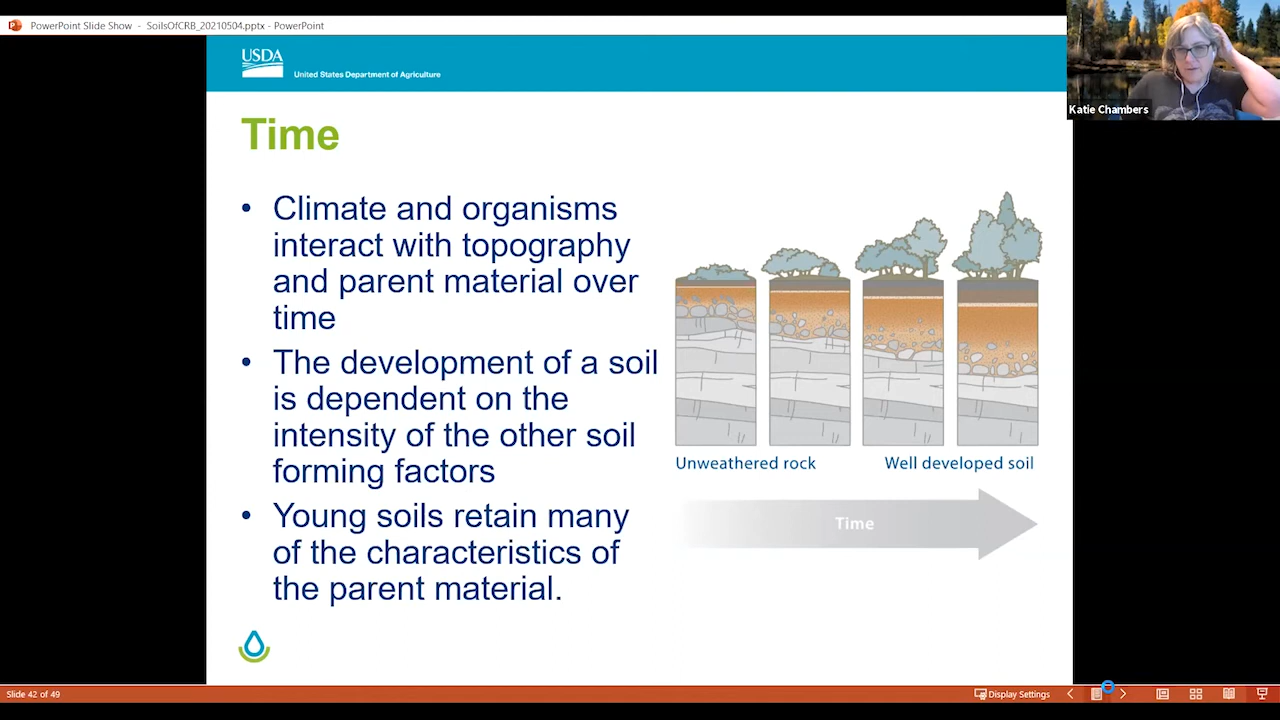 PowerPoint Slide Show - SoilsOfCRB_20210504.pptx - PowerPoint
USDA
United States Department of Agriculture
Katie Chambers
Time
• Climate and organisms
interact with topography
and parent material over
time
• The development of a soil
is dependent on the
intensity of the other soil
forming factors
• Young soils retain many
of the characteristics of
the parent material.
Unweathered rock
Well developed soil
Time
Slide 42 of 49
Display Settings